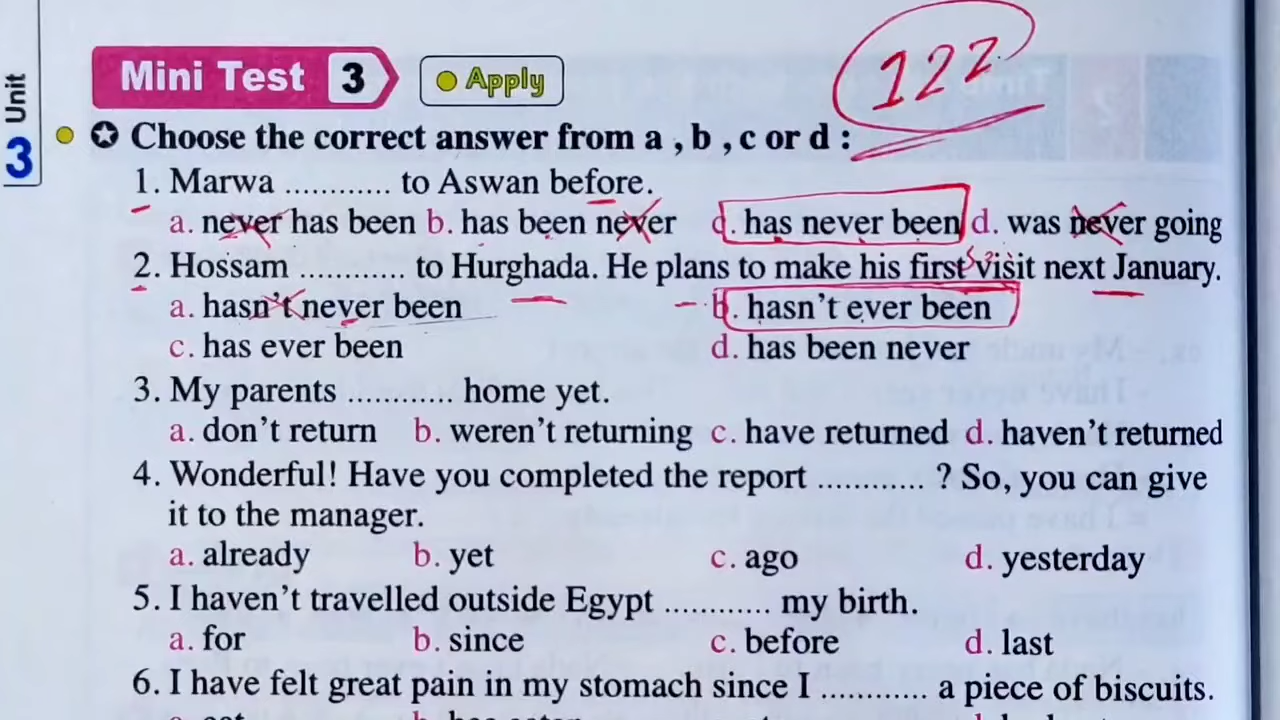 Unit
3
Mini Test 3
Apply
122
Choose the correct answer from a , b , c or d :
1. Marwa ............ to Aswan before.
a. never has been b. has been never c. has never been d. was never going
2. Hossam ............ to Hurghada. He plans to make his first visit next January.
a. hasn't never been b. hasn't ever been
c. has ever been d. has been never
3. My parents ............ home yet.
a. don't return b. weren't returning c. have returned d. haven't returned
4. Wonderful! Have you completed the report ............ ? So, you can give
it to the manager.
a. already b. yet c. ago d. yesterday
5. I haven't travelled outside Egypt ............ my birth.
a. for b. since c. before d. last
6. I have felt great pain in my stomach since I ............ a piece of biscuits.